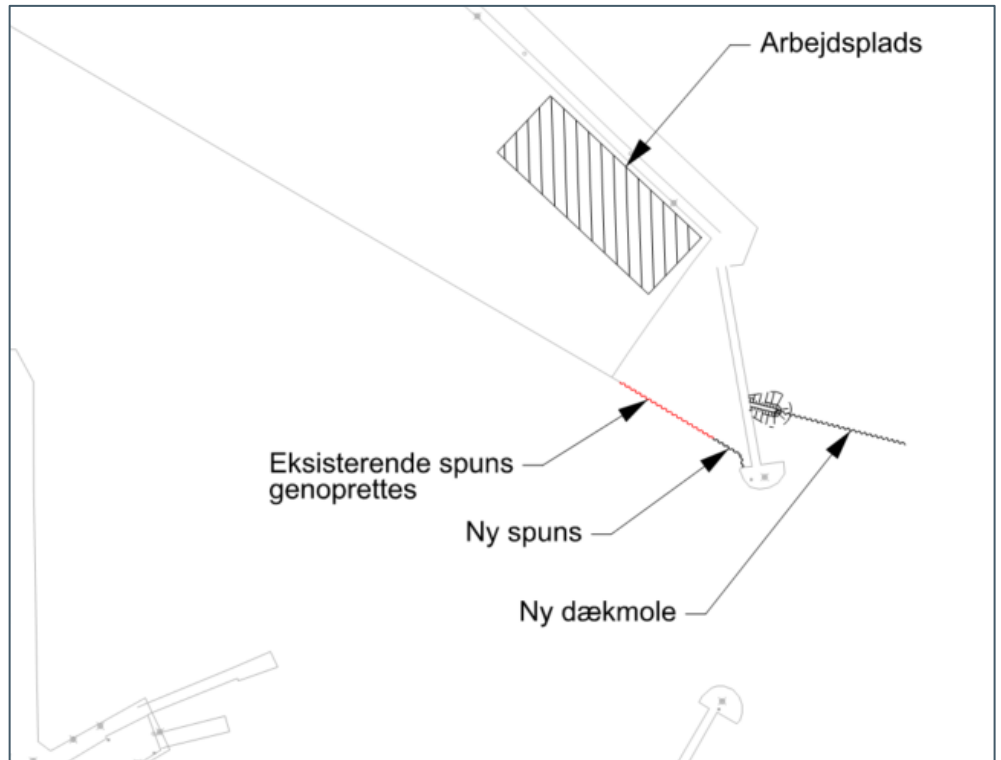 Arbejdsplads
Eksisterende spuns
genoprettes
Ny spuns
Ny dækmole